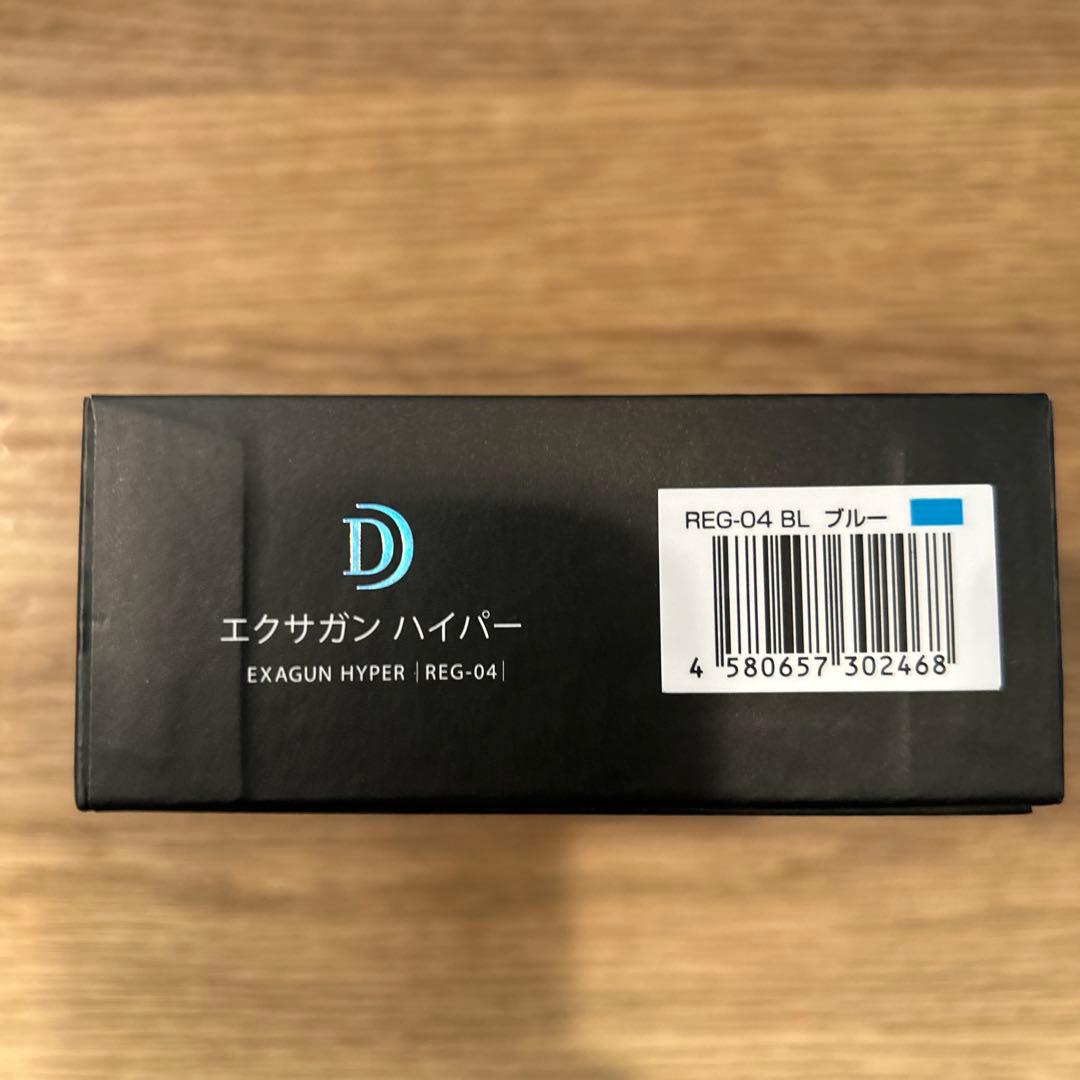 D
エクサガン ハイパー
EXAGUN HYPER | REG-04 |
REG-04 BL ブルー
4 580657 302468